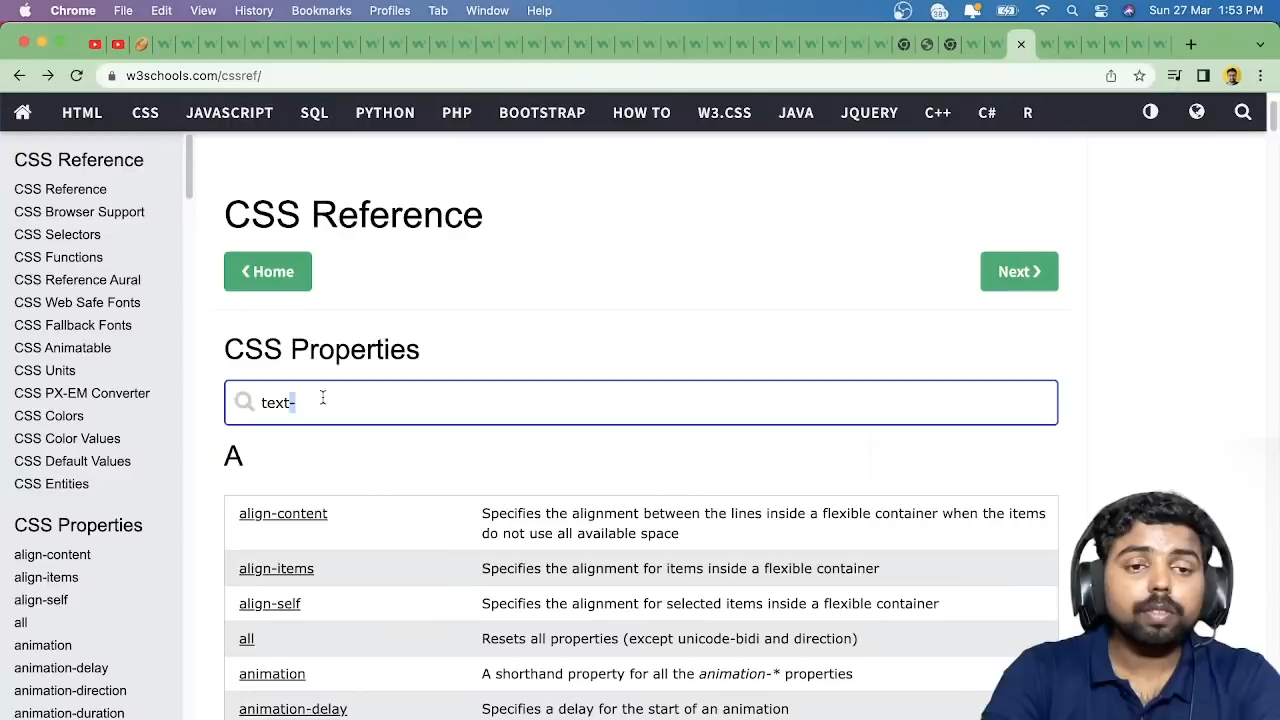 Chrome File Edit View History Bookmarks Profiles Tab Window Help 381 Sun 27 Mar 1:53 PM
w3schools.com/cssref/
HTML CSS JAVASCRIPT SQL PYTHON PHP BOOTSTRAP HOW TO W3.CSS JAVA JQUERY C++ C# R
CSS Reference
CSS Reference
CSS Browser Support
CSS Selectors
CSS Functions
CSS Reference Aural
CSS Web Safe Fonts
CSS Fallback Fonts
CSS Animatable
CSS Units
CSS PX-EM Converter
CSS Colors
CSS Color Values
CSS Default Values
CSS Entities
CSS Properties
align-content
align-items
align-self
all
animation
animation-delay
animation-direction
animation-duration
CSS Reference
❮ Home Next ❯
CSS Properties
text-
A
align-content Specifies the alignment between the lines inside a flexible container when the items
do not use all available space
align-items Specifies the alignment for items inside a flexible container
align-self Specifies the alignment for selected items inside a flexible container
all Resets all properties (except unicode-bidi and direction)
animation A shorthand property for all the animation-* properties
animation-delay Specifies a delay for the start of an animation